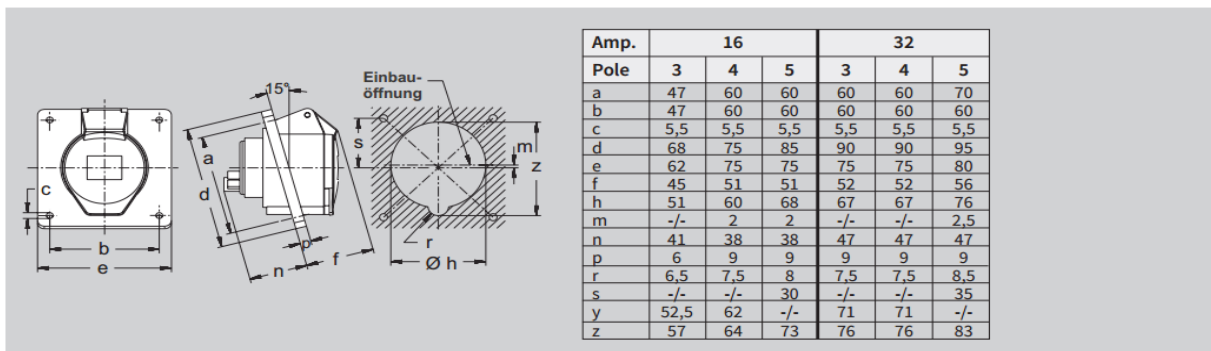 Einbau-
öffnung
15°
s
m
z
a
d
c
b
e
p
n
f
r
Ø h
Amp. 16 32
Pole 3 4 5 3 4 5
a 47 60 60 60 60 70
b 47 60 60 60 60 60
c 5,5 5,5 5,5 5,5 5,5 5,5
d 68 75 85 90 90 95
e 62 75 75 75 75 80
f 45 51 51 52 52 56
h 51 60 68 67 67 76
m -/- 2 2 -/- -/- 2,5
n 41 38 38 47 47 47
p 6 9 9 9 9 9
r 6,5 7,5 8 7,5 7,5 8,5
s -/- -/- 30 -/- -/- 35
y 52,5 62 -/- 71 71 -/-
z 57 64 73 76 76 83